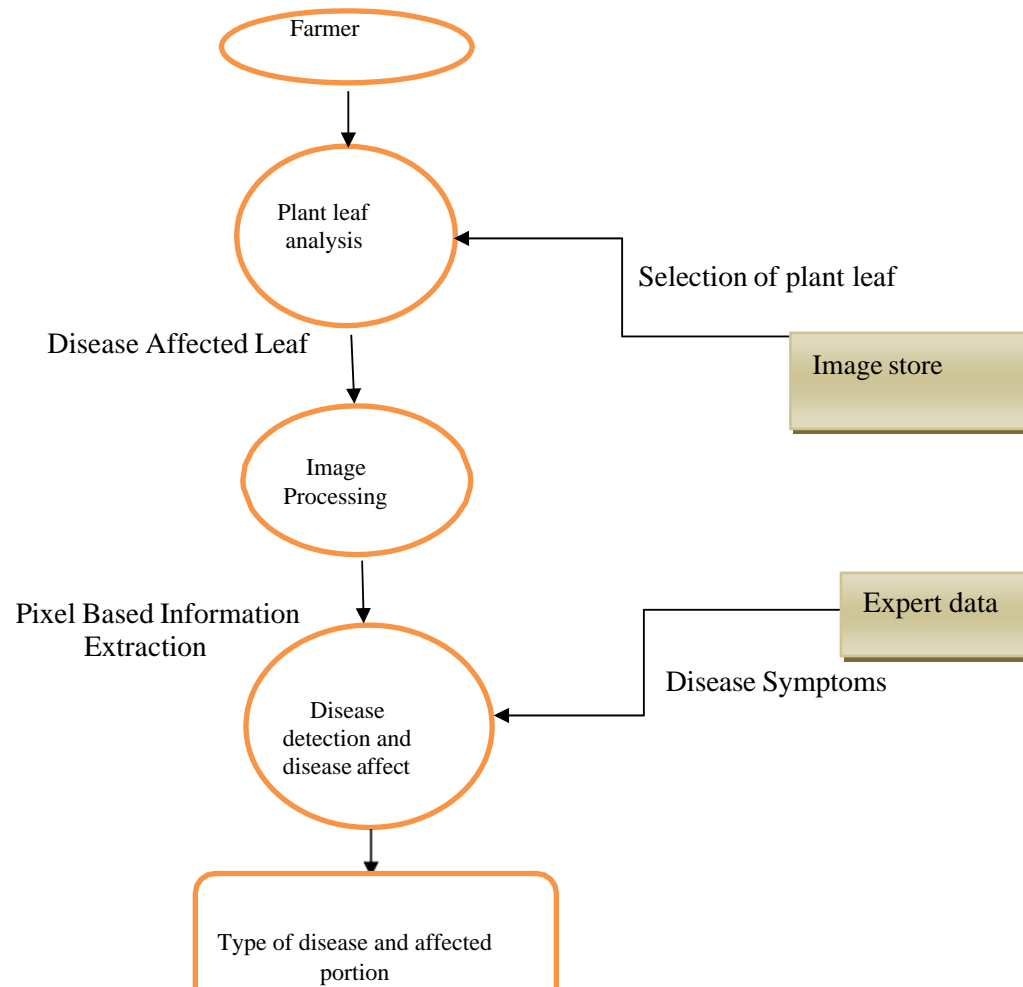 Farmer
Plant leaf
analysis
Selection of plant leaf
Disease Affected Leaf
Image store
Image
Processing
Pixel Based Information
Extraction
Expert data
Disease Symptoms
Disease
detection and
disease affect
Type of disease and affected
portion